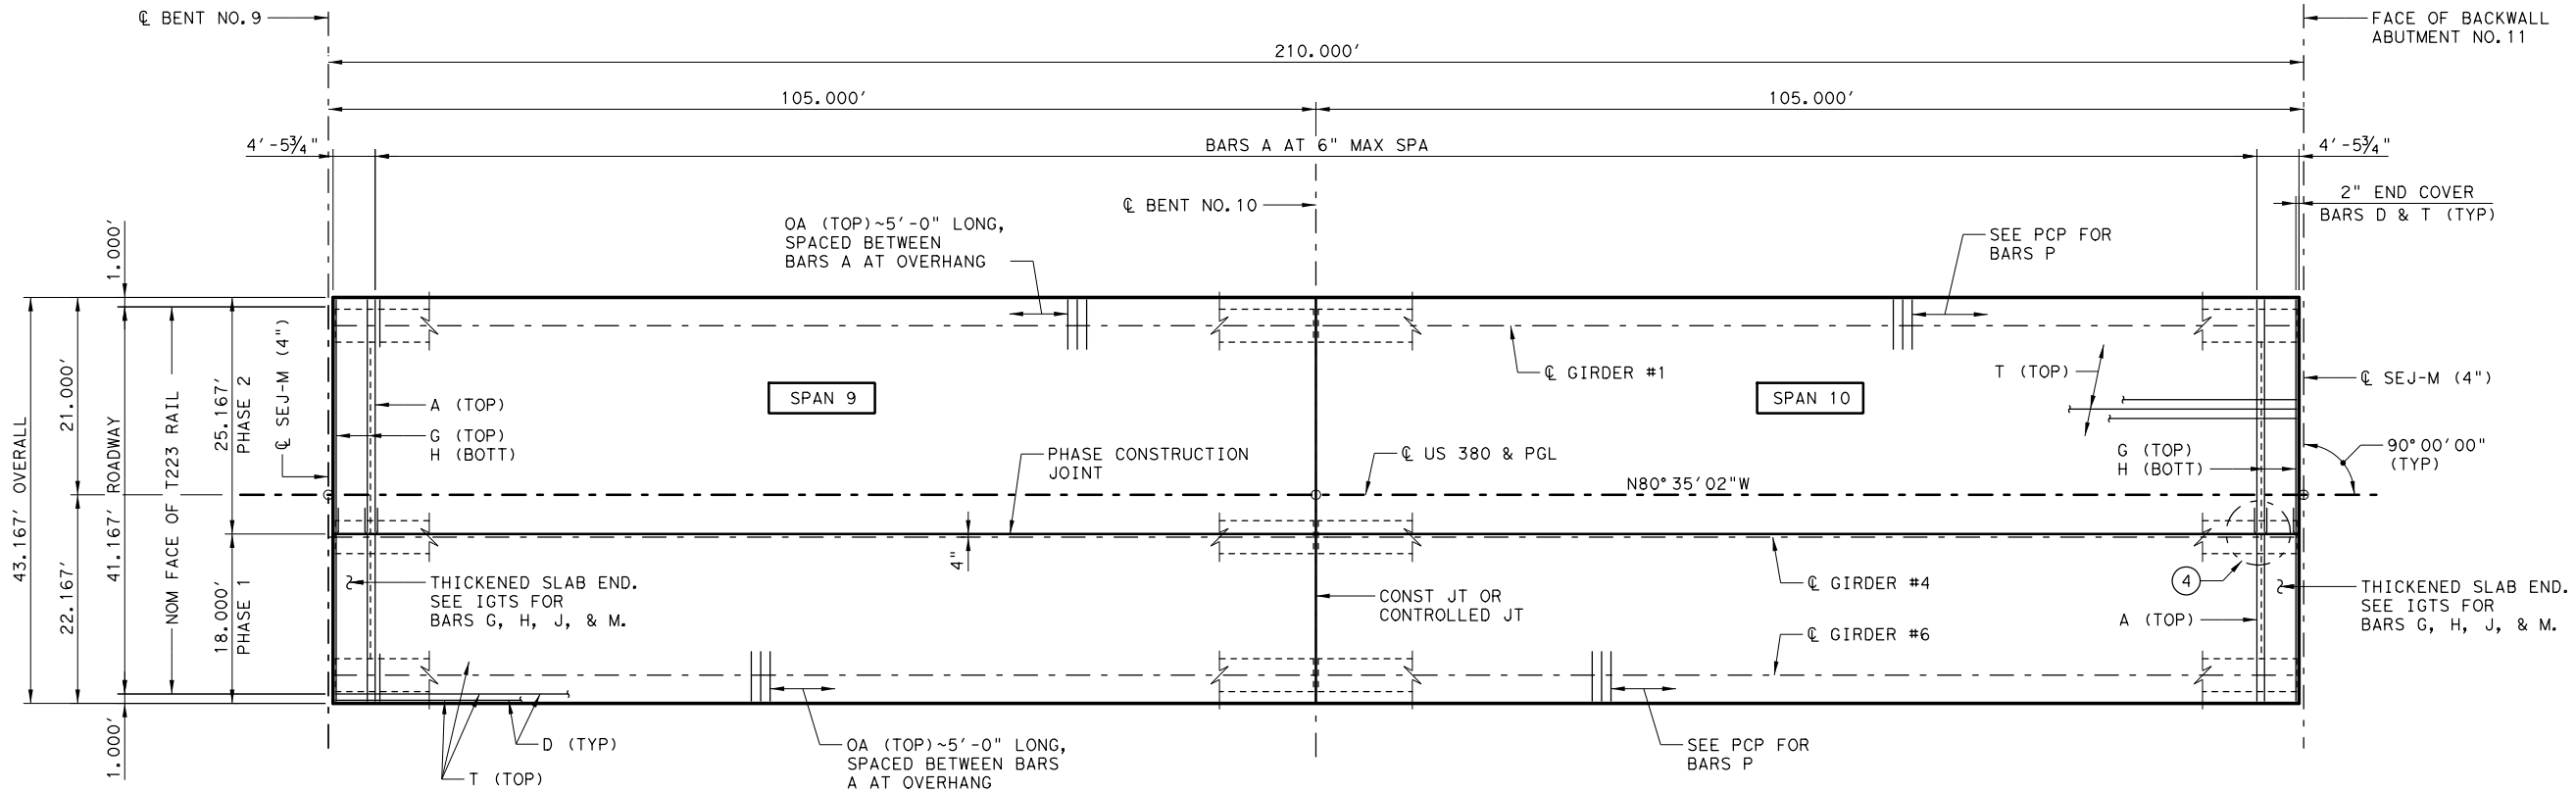 ℄ BENT NO.9
FACE OF BACKWALL
ABUTMENT NO.11
210.000'
105.000'
105.000'
4'-5¾"
BARS A AT 6" MAX SPA
4'-5¾"
2" END COVER
BARS D & T (TYP)
℄ BENT NO.10
OA (TOP)~5'-0" LONG,
SPACED BETWEEN
BARS A AT OVERHANG
SEE PCP FOR
BARS P
1.000'
43.167' OVERALL
21.000'
22.167'
41.167' ROADWAY
1.000'
NOM FACE OF T223 RAIL
25.167'
PHASE 2
18.000'
PHASE 1
℄ SEJ-M (4")
SPAN 9
SPAN 10
℄ GIRDER #1
T (TOP)
℄ SEJ-M (4")
A (TOP)
G (TOP)
H (BOTT)
PHASE CONSTRUCTION
JOINT
℄ US 380 & PGL
N80°35'02"W
G (TOP)
H (BOTT)
90°00'00"
(TYP)
4"
THICKENED SLAB END.
SEE IGTS FOR
BARS G, H, J, & M.
CONST JT OR
CONTROLLED JT
℄ GIRDER #4
℄ GIRDER #6
4
A (TOP)
THICKENED SLAB END.
SEE IGTS FOR
BARS G, H, J, & M.
D (TYP)
T (TOP)
OA (TOP)~5'-0" LONG,
SPACED BETWEEN BARS
A AT OVERHANG
SEE PCP FOR
BARS P